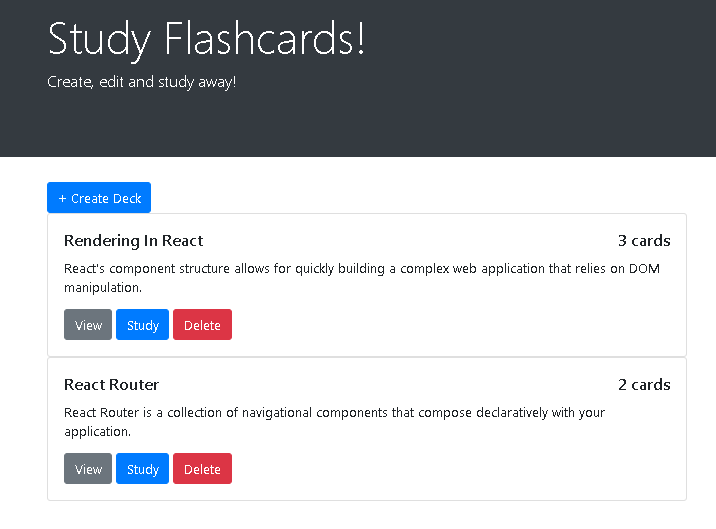 Study Flashcards!
Create, edit and study away!
+ Create Deck
Rendering In React 3 cards
React's component structure allows for quickly building a complex web application that relies on DOM
manipulation.
View Study Delete
React Router 2 cards
React Router is a collection of navigational components that compose declaratively with your
application.
View Study Delete